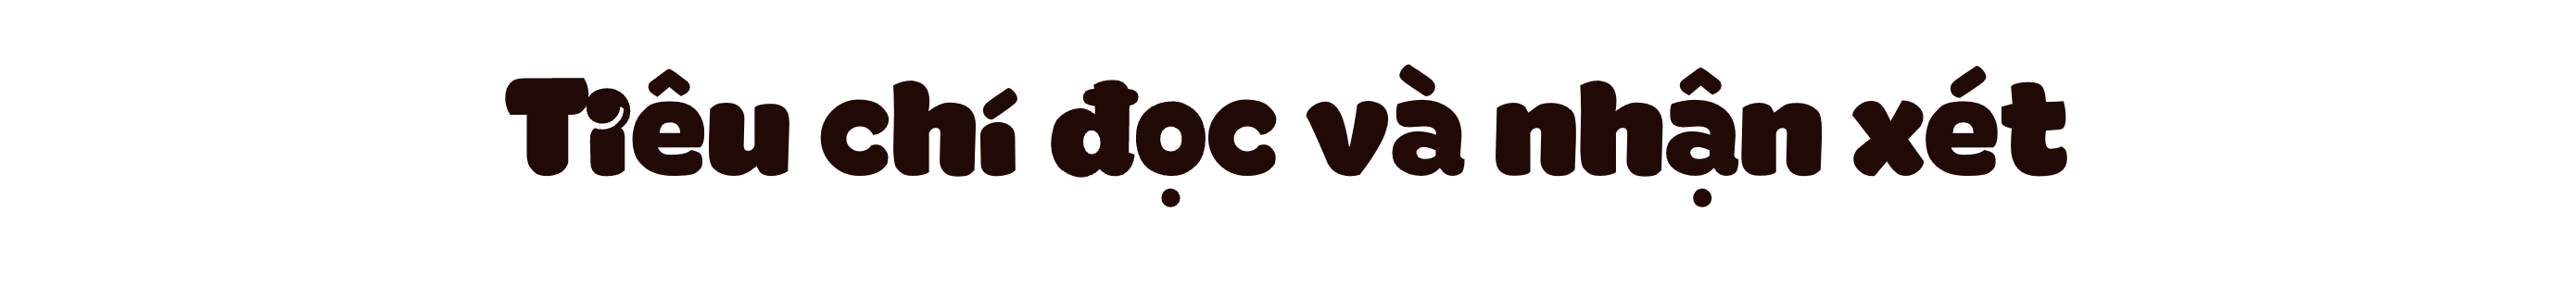 Tiêu chí đọc và nhận xét